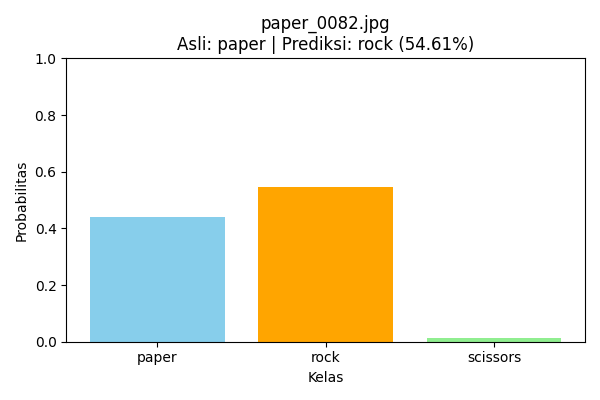 paper_0082.jpg
Asli: paper | Prediksi: rock (54.61%)
1.0
0.8
0.6
0.4
0.2
0.0
Probabilitas
paper
rock
scissors
Kelas